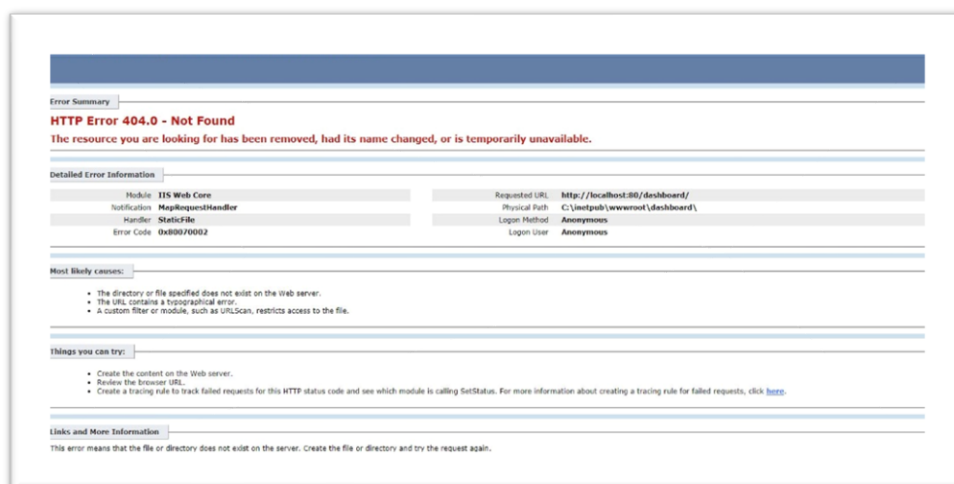 Error Summary
HTTP Error 404.0 - Not Found
The resource you are looking for has been removed, had its name changed, or is temporarily unavailable.
Detailed Error Information
Module IIS Web Core
Notification MapRequestHandler
Handler StaticFile
Error Code 0x80070002
Requested URL http://localhost:80/dashboard/
Physical Path C:\inetpub\wwwroot\dashboard\
Logon Method Anonymous
Logon User Anonymous
Most likely causes:
• The directory or file specified does not exist on the Web server.
• The URL contains a typographical error.
• A custom filter or module, such as URLScan, restricts access to the file.
Things you can try:
• Create the content on the Web server.
• Review the browser URL.
• Create a tracing rule to track failed requests for this HTTP status code and see which module is calling SetStatus. For more information about creating a tracing rule for failed requests, click here.
Links and More Information
This error means that the file or directory does not exist on the server. Create the file or directory and try the request again.